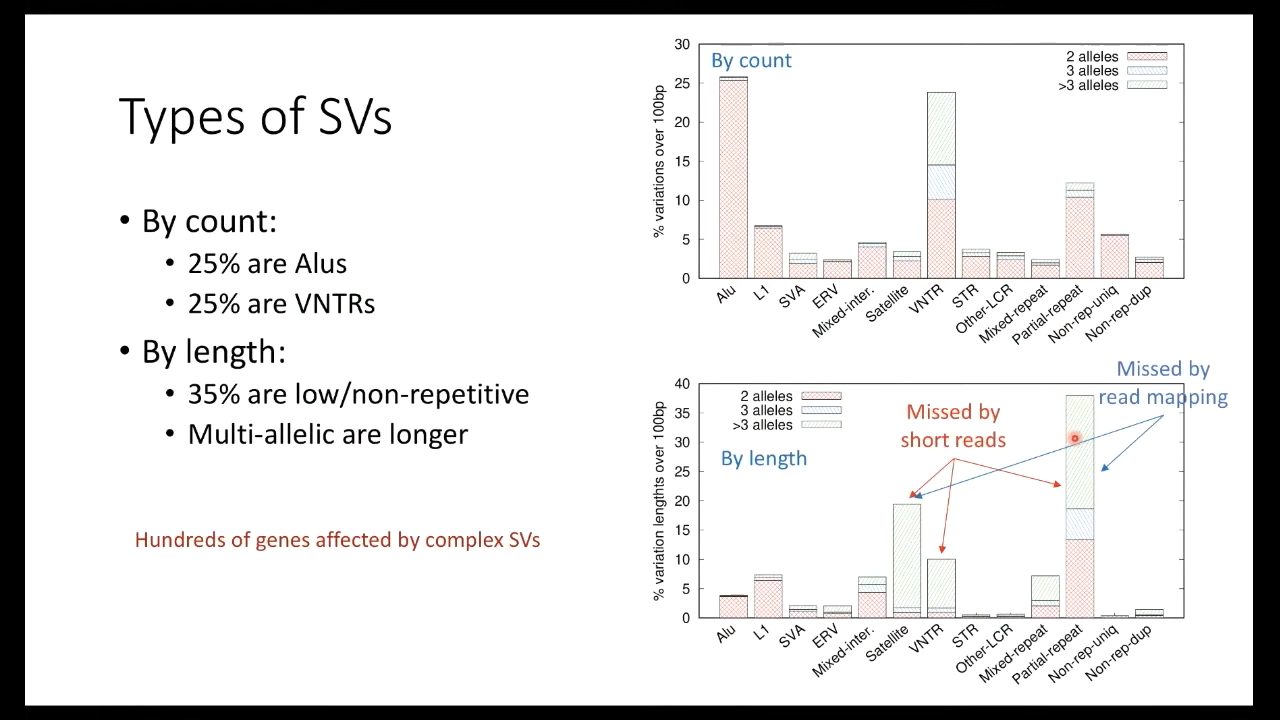 Types of SVs
• By count:
• 25% are Alus
• 25% are VNTRs
• By length:
• 35% are low/non-repetitive
• Multi-allelic are longer
Hundreds of genes affected by complex SVs
By count
2 alleles
3 alleles
>3 alleles
% variations over 100bp
30
25
20
15
10
5
0
Alu
L1
SVA
ERV
Mixed-inter.
Satellite
VNTR
STR
Other-LCR
Mixed-repeat
Partial-repeat
Non-rep-uniq
Non-rep-dup
Missed by
read mapping
2 alleles
3 alleles
>3 alleles
Missed by
short reads
By length
% variation lenghts over 100bp
40
35
30
25
20
15
10
5
0
Alu
L1
SVA
ERV
Mixed-inter.
Satellite
VNTR
STR
Other-LCR
Mixed-repeat
Partial-repeat
Non-rep-uniq
Non-rep-dup